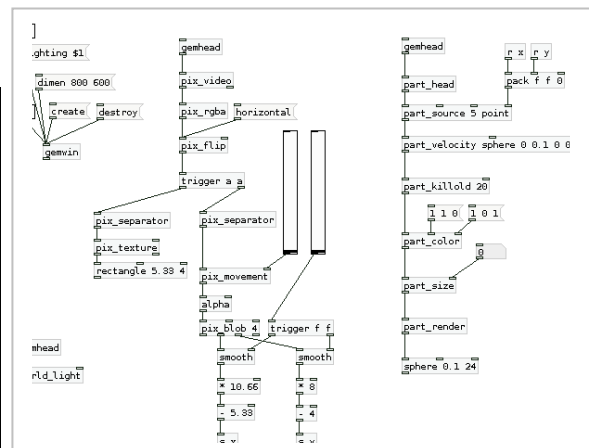 ]
ghting $1
dimen 800 600
create
destroy
gemwin
mhead
rld_light
gemhead
pix_video
pix_rgba
horizontal
pix_flip
trigger a a
pix_separator
pix_separator
pix_texture
rectangle 5.33 4
pix_movement
alpha
pix_blob 4
trigger f f
smooth
smooth
* 10.66
* 8
- 5.33
- 4
gemhead
r x
r y
pack f f 0
part_head
part_source 5 point
part_velocity sphere 0 0.1 0 0
part_killold 20
1 1 0
1 0 1
part_color
0
part_size
part_render
sphere 0.1 24